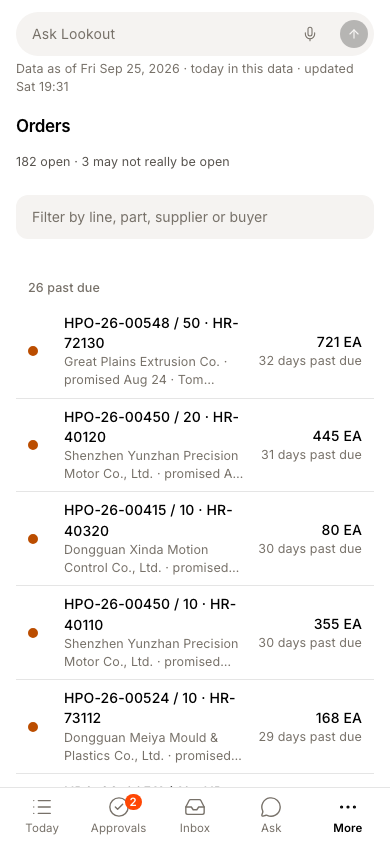 Ask Lookout
Data as of Fri Sep 25, 2026 · today in this data · updated
Sat 19:31
Orders
182 open · 3 may not really be open
Filter by line, part, supplier or buyer
26 past due
HPO-26-00548 / 50 · HR-
72130
Great Plains Extrusion Co. ·
promised Aug 24 · Tom...
721 EA
32 days past due
HPO-26-00450 / 20 · HR-
40120
Shenzhen Yunzhan Precision
Motor Co., Ltd. · promised A...
445 EA
31 days past due
HPO-26-00415 / 10 · HR-
40320
Dongguan Xinda Motion
Control Co., Ltd. · promised...
80 EA
30 days past due
HPO-26-00450 / 10 · HR-
40110
Shenzhen Yunzhan Precision
Motor Co., Ltd. · promised...
355 EA
30 days past due
HPO-26-00524 / 10 · HR-
73112
Dongguan Meiya Mould &
Plastics Co., Ltd. · promised...
168 EA
29 days past due
2
Today
Approvals
Inbox
Ask
More